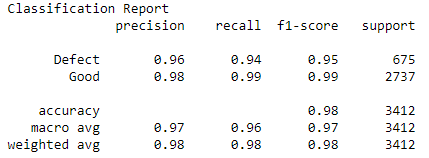 Classification Report
precision recall f1-score support
Defect 0.96 0.94 0.95 675
Good 0.98 0.99 0.99 2737
accuracy 0.98 3412
macro avg 0.97 0.96 0.97 3412
weighted avg 0.98 0.98 0.98 3412